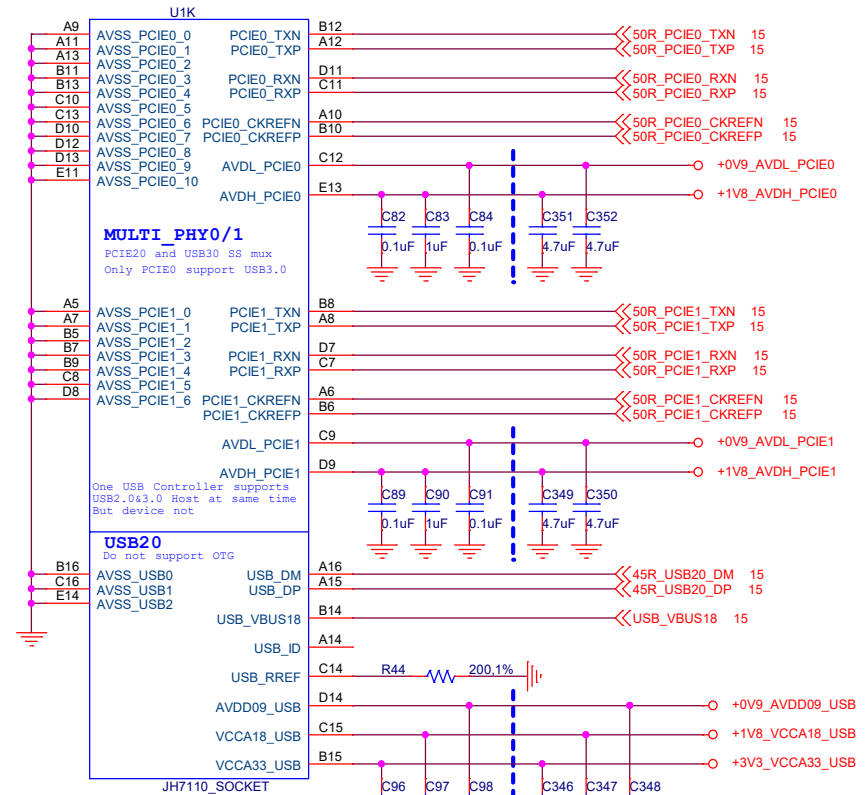 U1K
A9 AVSS_PCIE0_0 PCIE0_TXN B12 50R_PCIE0_TXN 15
A11 AVSS_PCIE0_1 PCIE0_TXP A12 50R_PCIE0_TXP 15
A13 AVSS_PCIE0_2
B11 AVSS_PCIE0_3 PCIE0_RXN D11 50R_PCIE0_RXN 15
B13 AVSS_PCIE0_4 PCIE0_RXP C11 50R_PCIE0_RXP 15
C10 AVSS_PCIE0_5
C13 AVSS_PCIE0_6 PCIE0_CKREFN A10 50R_PCIE0_CKREFN 15
D10 AVSS_PCIE0_7 PCIE0_CKREFP B10 50R_PCIE0_CKREFP 15
D12 AVSS_PCIE0_8
D13 AVSS_PCIE0_9 AVDL_PCIE0 C12 +0V9_AVDL_PCIE0
E11 AVSS_PCIE0_10
AVDH_PCIE0 E13 +1V8_AVDH_PCIE0
C82 C83 C84 C351 C352
0.1uF 1uF 0.1uF 4.7uF 4.7uF
MULTI_PHY0/1
PCIE20 and USB30 SS mux
Only PCIE0 support USB3.0
A5 AVSS_PCIE1_0 PCIE1_TXN B8 50R_PCIE1_TXN 15
A7 AVSS_PCIE1_1 PCIE1_TXP A8 50R_PCIE1_TXP 15
B5 AVSS_PCIE1_2
B7 AVSS_PCIE1_3 PCIE1_RXN D7 50R_PCIE1_RXN 15
B9 AVSS_PCIE1_4 PCIE1_RXP C7 50R_PCIE1_RXP 15
C8 AVSS_PCIE1_5
D8 AVSS_PCIE1_6 PCIE1_CKREFN A6 50R_PCIE1_CKREFN 15
PCIE1_CKREFP B6 50R_PCIE1_CKREFP 15
AVDL_PCIE1 C9 +0V9_AVDL_PCIE1
AVDH_PCIE1 D9 +1V8_AVDH_PCIE1
One USB Controller supports
USB2.0&3.0 Host at same time
But device not
C89 C90 C91 C349 C350
0.1uF 1uF 0.1uF 4.7uF 4.7uF
USB20
Do not support OTG
B16 AVSS_USB0 USB_DM A16 45R_USB20_DM 15
C16 AVSS_USB1 USB_DP A15 45R_USB20_DP 15
E14 AVSS_USB2
USB_VBUS18 B14 USB_VBUS18 15
USB_ID A14
USB_RREF C14 R44 200,1%
AVDD09_USB D14 +0V9_AVDD09_USB
VCCA18_USB C15 +1V8_VCCA18_USB
VCCA33_USB B15 +3V3_VCCA33_USB
JH7110_SOCKET C96 C97 C98 C346 C347 C348